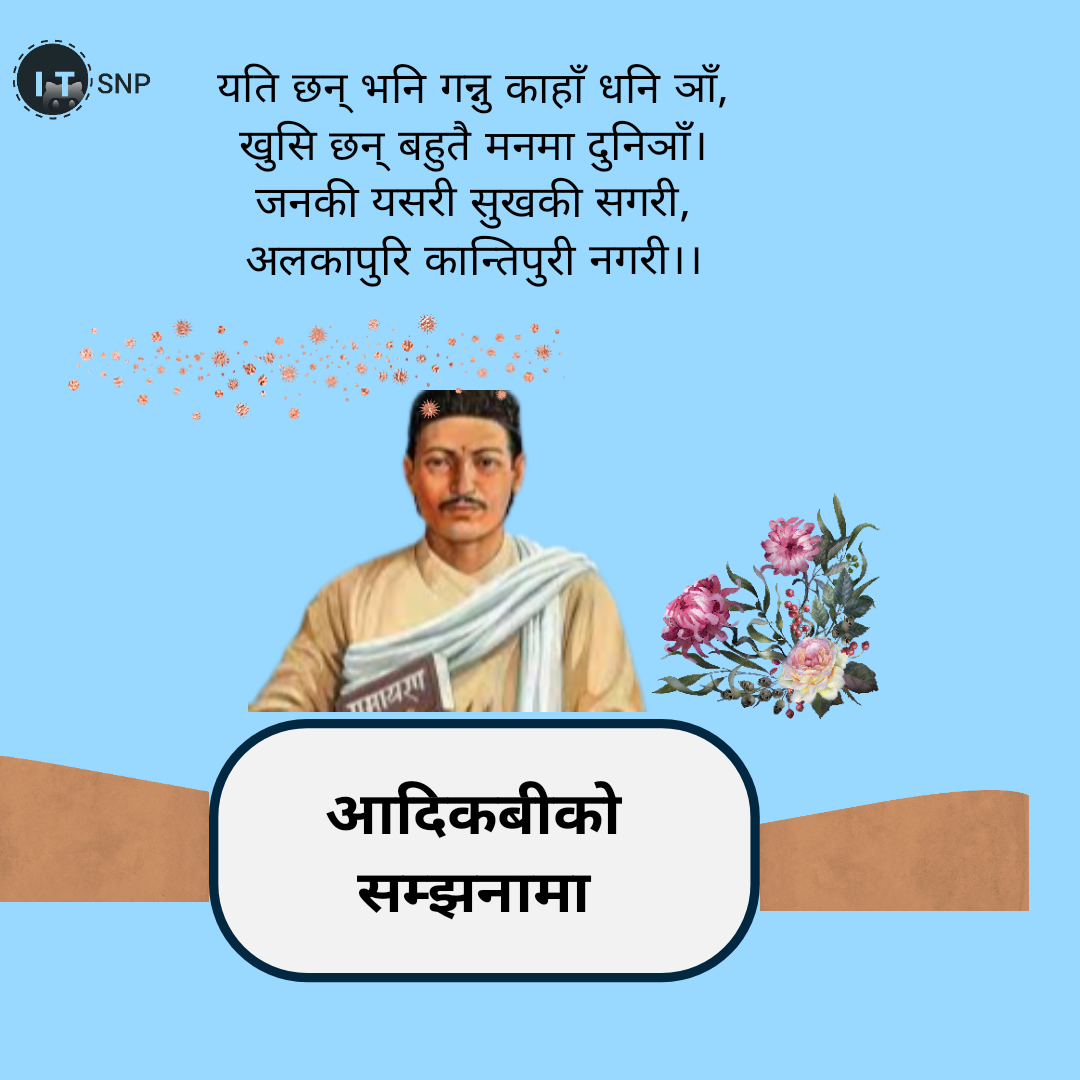 IT SNP
यति छन् भनि गन्नु काहाँ धनि ञाँ,
खुसि छन् बहुतै मनमा दुनिञाँ।
जनकी यसरी सुखकी सगरी,
अलकापुरि कान्तिपुरी नगरी।।
रामायण
आदिकबीको
सम्झनामा